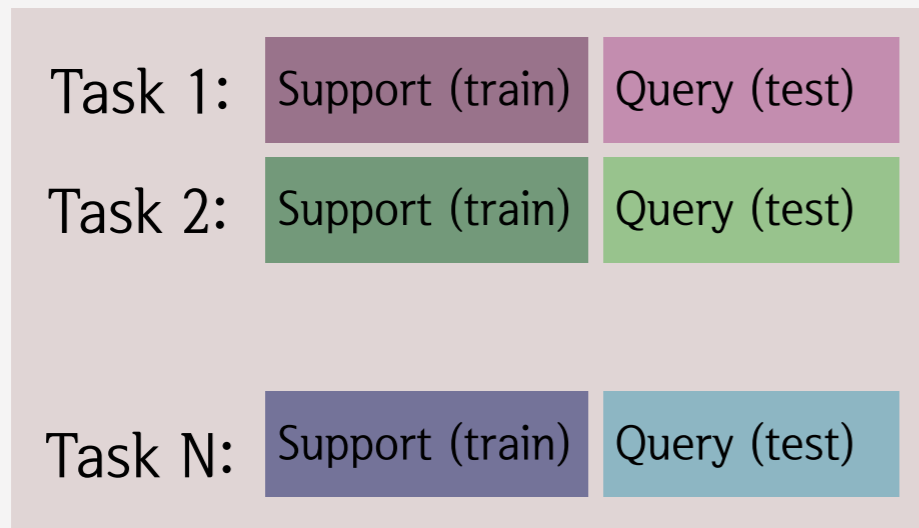 Task 1: Support (train) Query (test)
Task 2: Support (train) Query (test)
Task N: Support (train) Query (test)